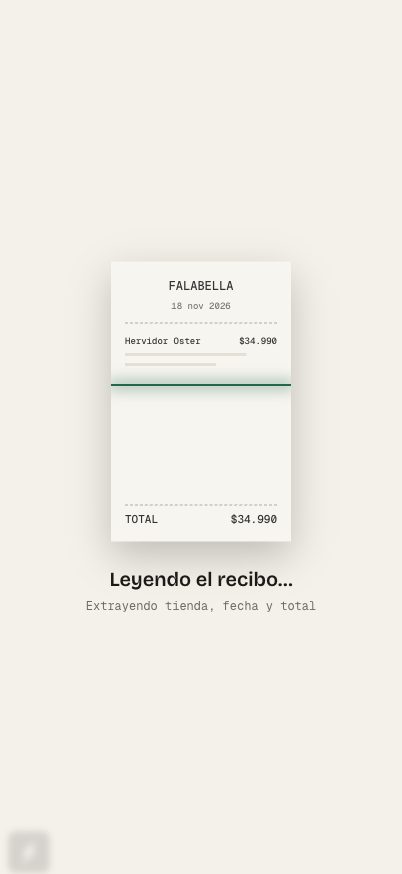 FALABELLA
18 nov 2026
Hervidor Oster $34.990
TOTAL $34.990
Leyendo el recibo...
Extrayendo tienda, fecha y total